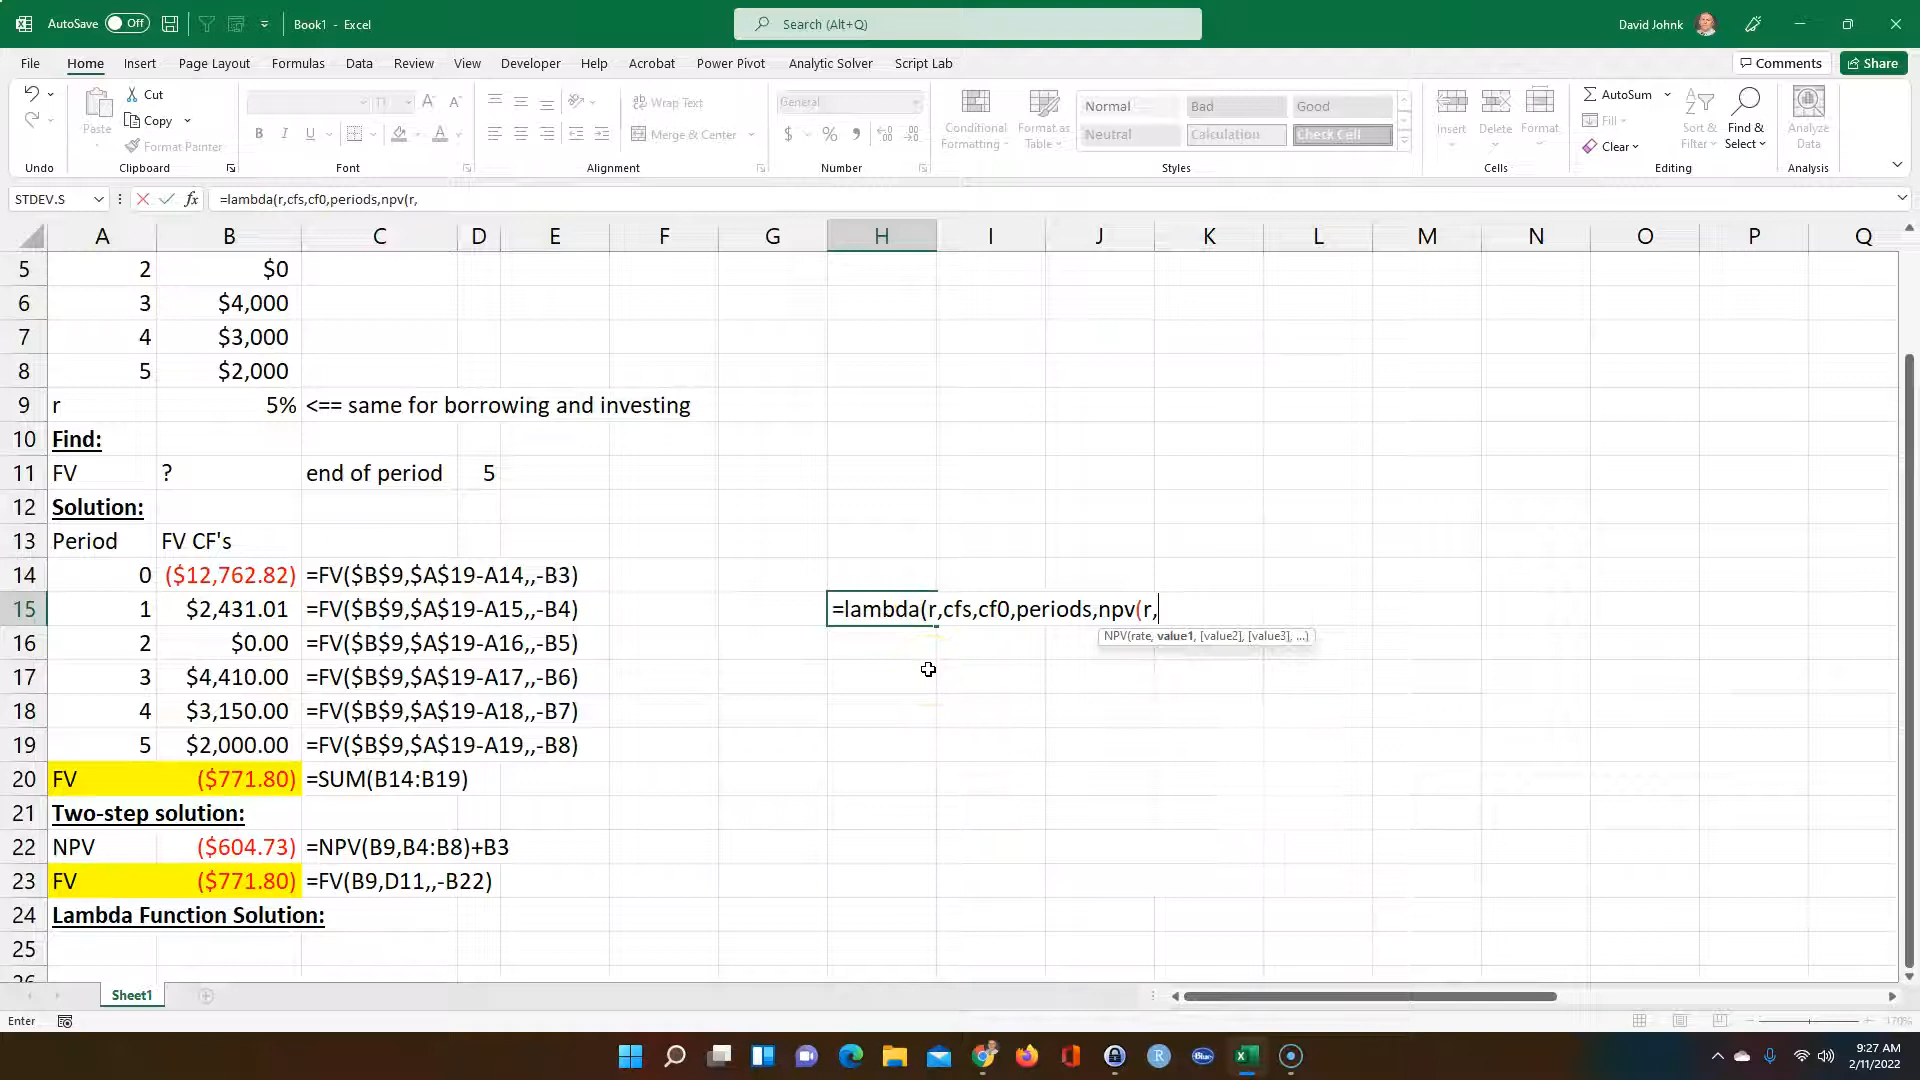 AutoSave Off Book1 - Excel Search (Alt+Q) David Johnk
File Home Insert Page Layout Formulas Data Review View Developer Help Acrobat Power Pivot Analytic Solver Script Lab Comments Share
Paste Cut Copy Format Painter
11 Wrap Text Merge & Center
General
$ % ,
Conditional Formatting Format as Table
Normal Bad Good
Neutral Calculation Check Cell
Insert Delete Format
AutoSum Fill Clear
Sort & Filter Find & Select
Analyze Data
Undo Clipboard Font Alignment Number Styles Cells Editing Analysis
STDEV.S fx =lambda(r,cfs,cf0,periods,npv(r,
A B C D E F G H I J K L M N O P Q
5 2 $0
6 3 $4,000
7 4 $3,000
8 5 $2,000
9 r 5% <== same for borrowing and investing
10 Find:
11 FV ? end of period 5
12 Solution:
13 Period FV CF's
14 0 ($12,762.82) =FV($B$9,$A$19-A14,,-B3)
15 1 $2,431.01 =FV($B$9,$A$19-A15,,-B4) =lambda(r,cfs,cf0,periods,npv(r,
NPV(rate, value1, [value2], [value3], ...)
16 2 $0.00 =FV($B$9,$A$19-A16,,-B5)
17 3 $4,410.00 =FV($B$9,$A$19-A17,,-B6)
18 4 $3,150.00 =FV($B$9,$A$19-A18,,-B7)
19 5 $2,000.00 =FV($B$9,$A$19-A19,,-B8)
20 FV ($771.80) =SUM(B14:B19)
21 Two-step solution:
22 NPV ($604.73) =NPV(B9,B4:B8)+B3
23 FV ($771.80) =FV(B9,D11,,-B22)
24 Lambda Function Solution:
25
26
Sheet1
Enter 170%
9:27 AM
2/11/2022